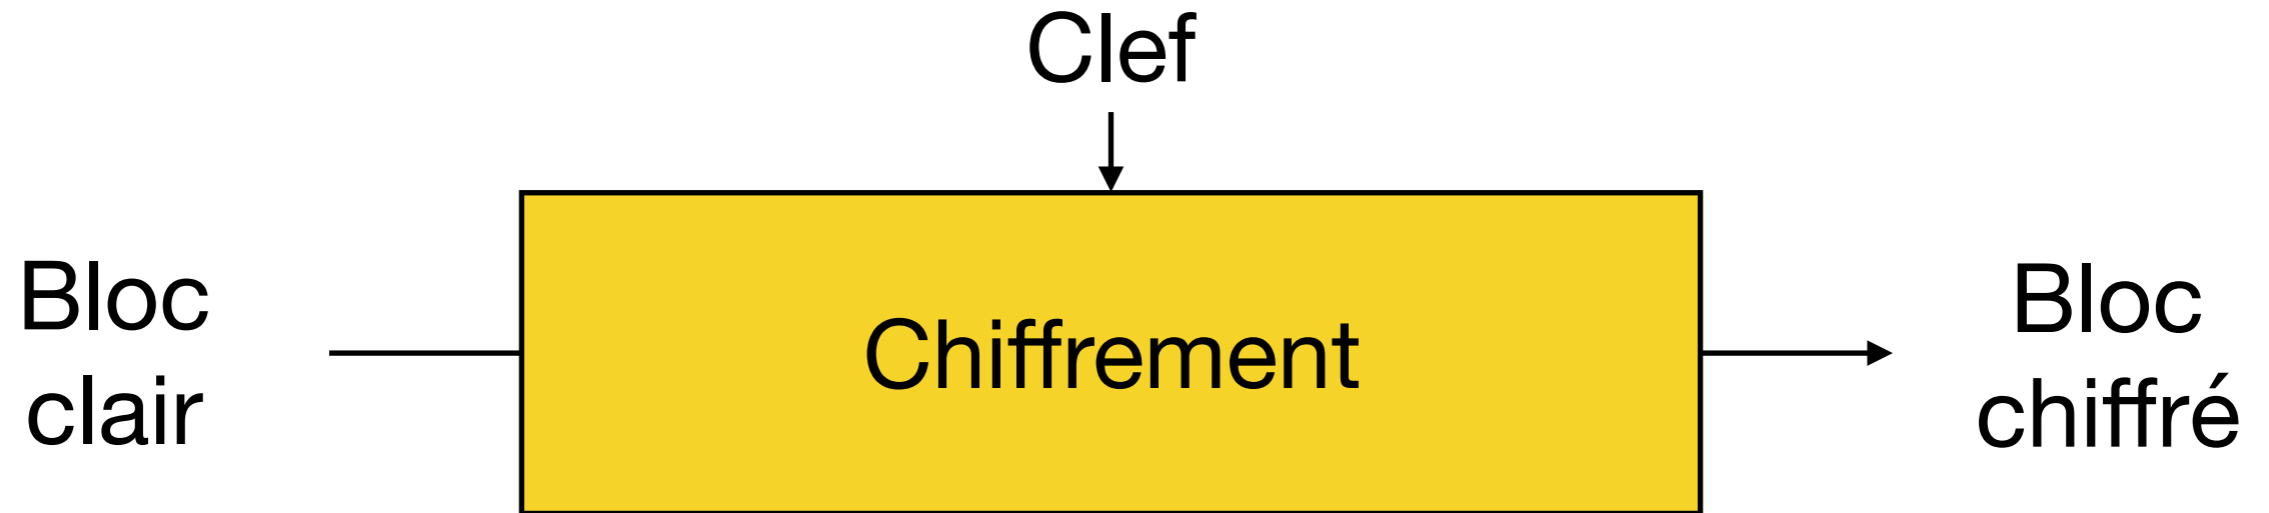 Clef
Bloc
clair
Chiffrement
Bloc
chiffré